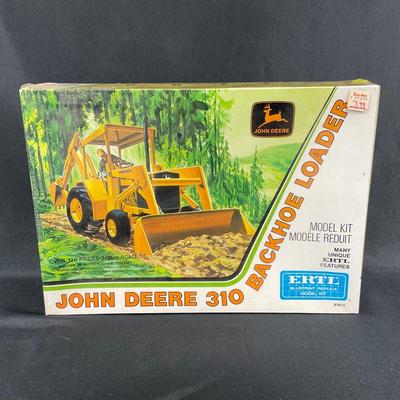 JOHN DEERE
BACKHOE LOADER
MODEL KIT
MODÈLE REDUIT
MANY
UNIQUE
ERTL
FEATURES
ERTL
BLUEPRINT REPLICA
MODEL KIT
JOHN DEERE 310